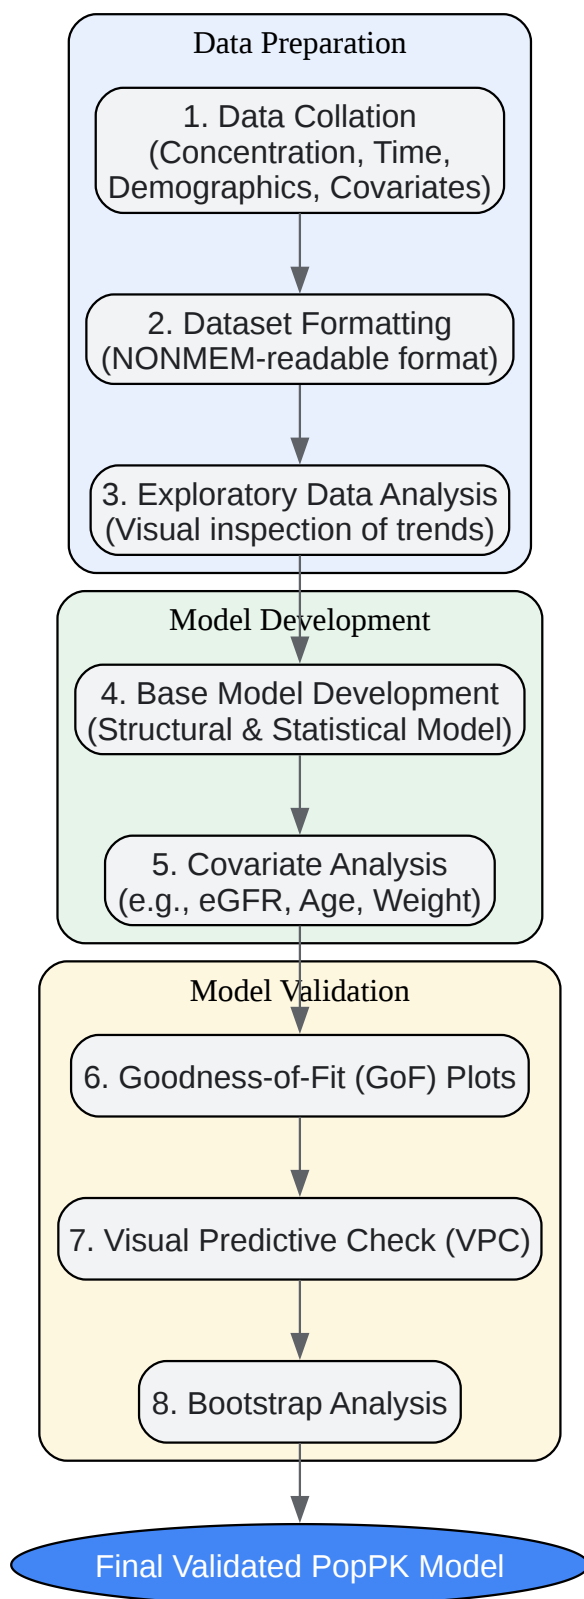 Data Preparation
1. Data Collation
(Concentration, Time,
Demographics, Covariates)
2. Dataset Formatting
(NONMEM-readable format)
3. Exploratory Data Analysis
(Visual inspection of trends)
Model Development
4. Base Model Development
(Structural & Statistical Model)
5. Covariate Analysis
(e.g., eGFR, Age, Weight)
Model Validation
6. Goodness-of-Fit (GoF) Plots
7. Visual Predictive Check (VPC)
8. Bootstrap Analysis
Final Validated PopPK Model